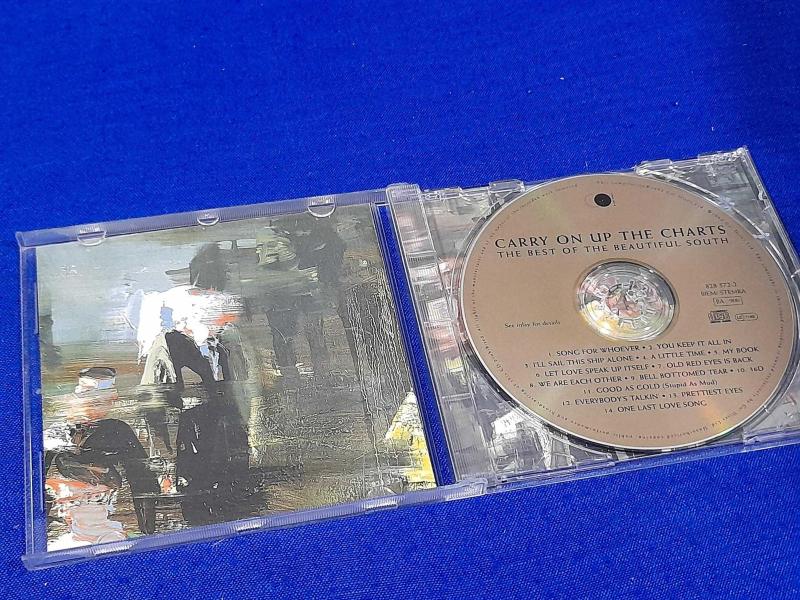 CARRY ON UP THE CHARTS
THE BEST OF THE BEAUTIFUL SOUTH
828 572-2
BIEM/STEMRA
See inlay for details
1. SONG FOR WHOEVER • 2. YOU KEEP IT ALL IN
3. I'LL SAIL THIS SHIP ALONE • 4. A LITTLE TIME • 5. MY BOOK
6. LET LOVE SPEAK UP ITSELF • 7. OLD RED EYES IS BACK
8. WE ARE EACH OTHER • 9. BELL BOTTOMED TEAR • 10. 36D
11. GOOD AS GOLD (Stupid As Mud)
12. EVERYBODY'S TALKIN' • 13. PRETTIEST EYES
14. ONE LAST LOVE SONG